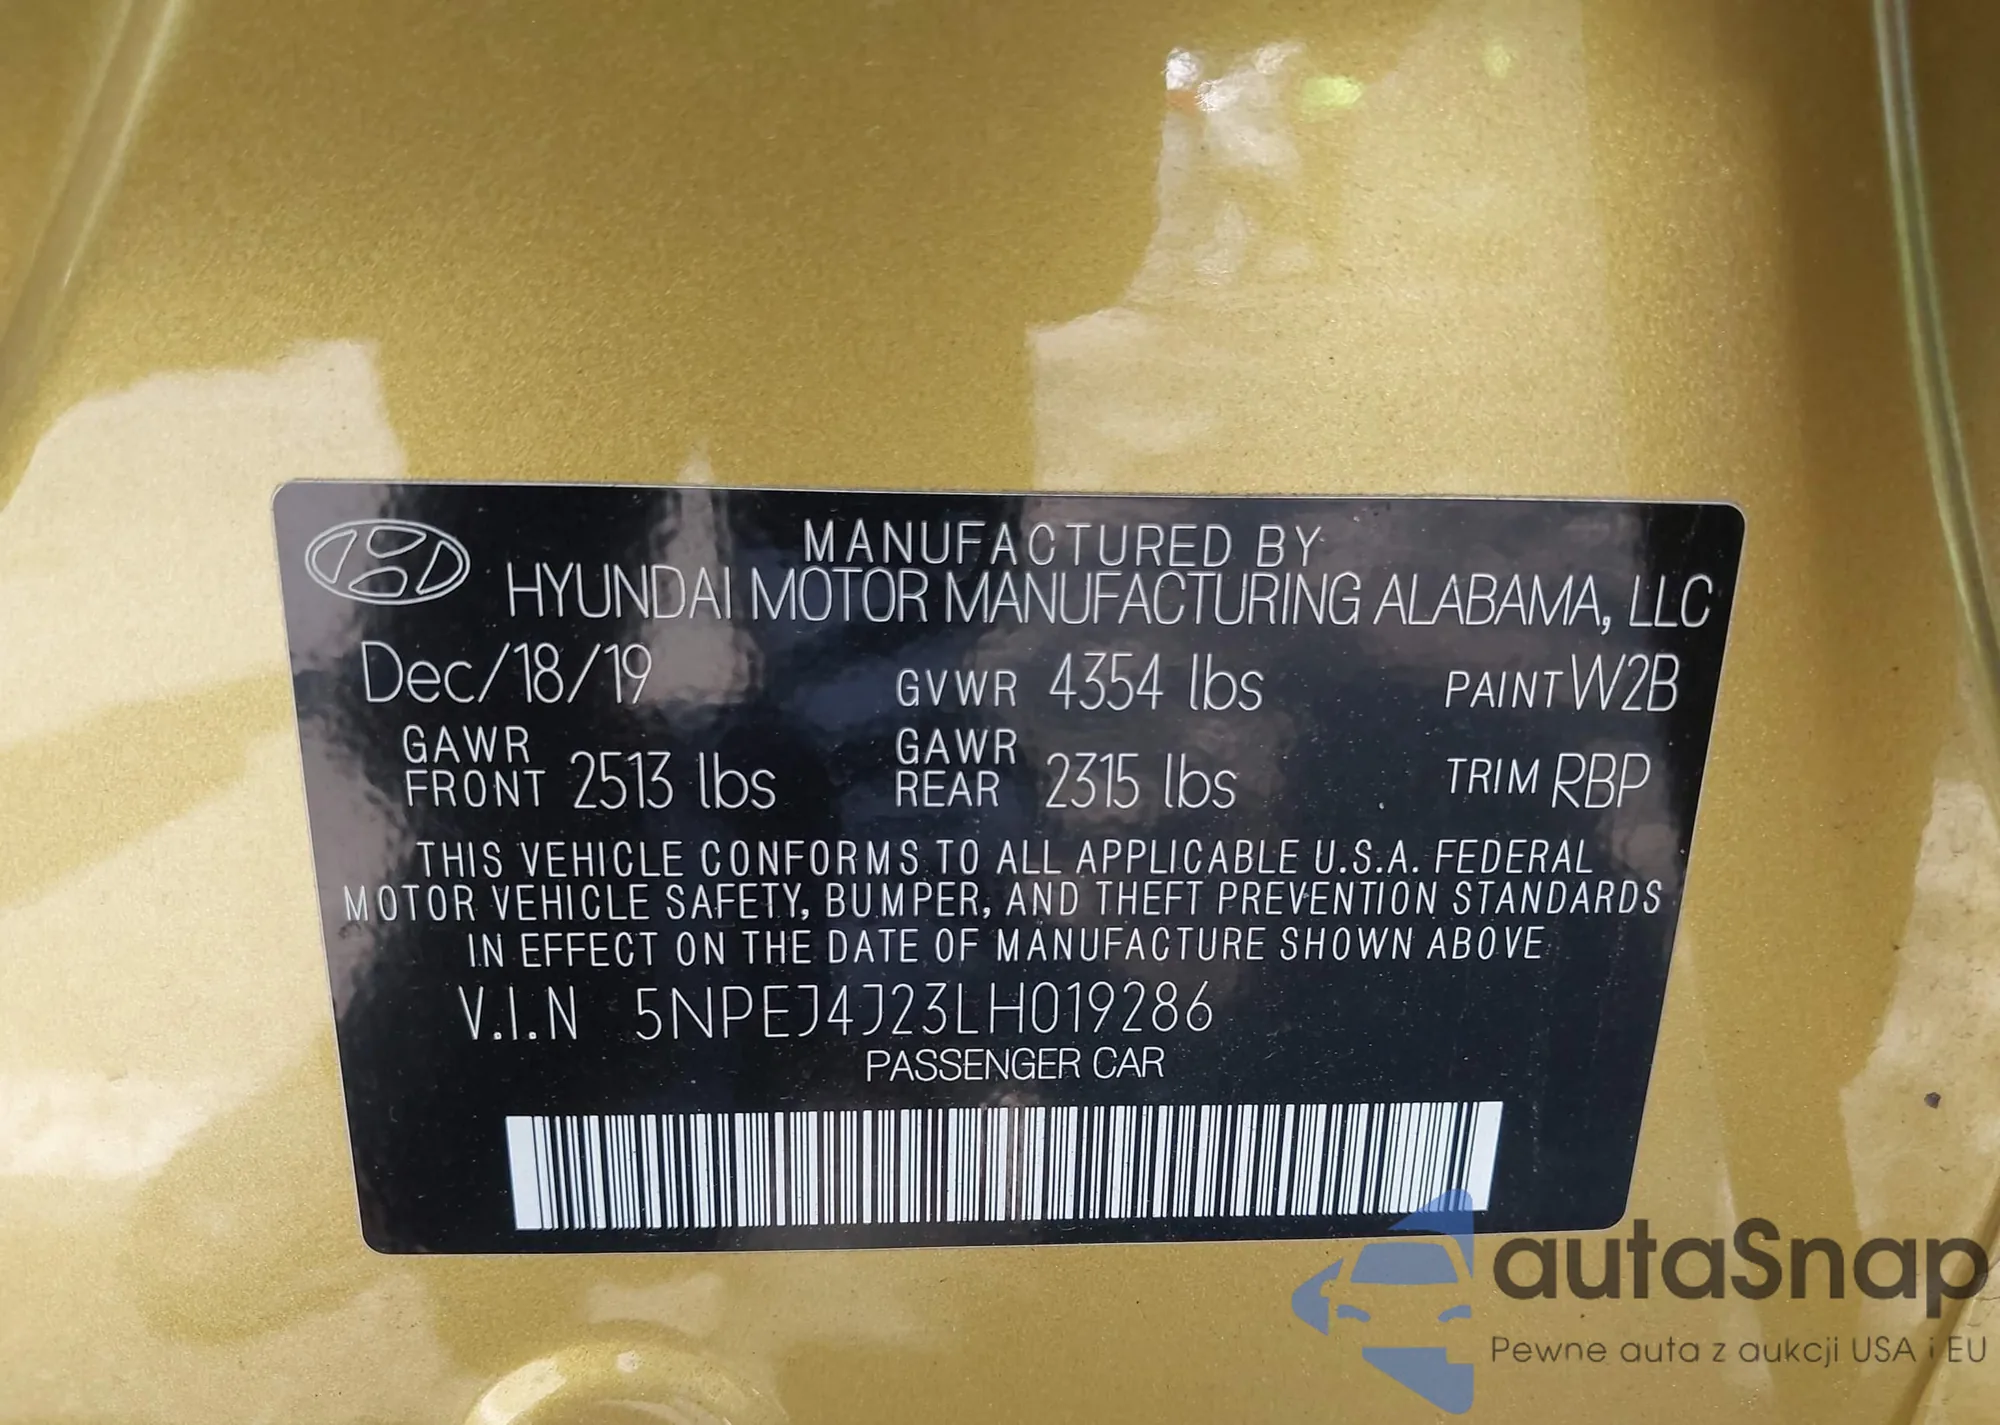 MANUFACTURED BY
HYUNDAI MOTOR MANUFACTURING ALABAMA, LLC
Dec/18/19 GVWR 4354 lbs PAINT W2B
GAWR FRONT 2513 lbs GAWR REAR 2315 lbs TRIM RBP
THIS VEHICLE CONFORMS TO ALL APPLICABLE U.S.A. FEDERAL
MOTOR VEHICLE SAFETY, BUMPER, AND THEFT PREVENTION STANDARDS
IN EFFECT ON THE DATE OF MANUFACTURE SHOWN ABOVE
V.I.N 5NPEJ4J23LH019286
PASSENGER CAR
autaSnap
Pewne auta z aukcji USA i EU